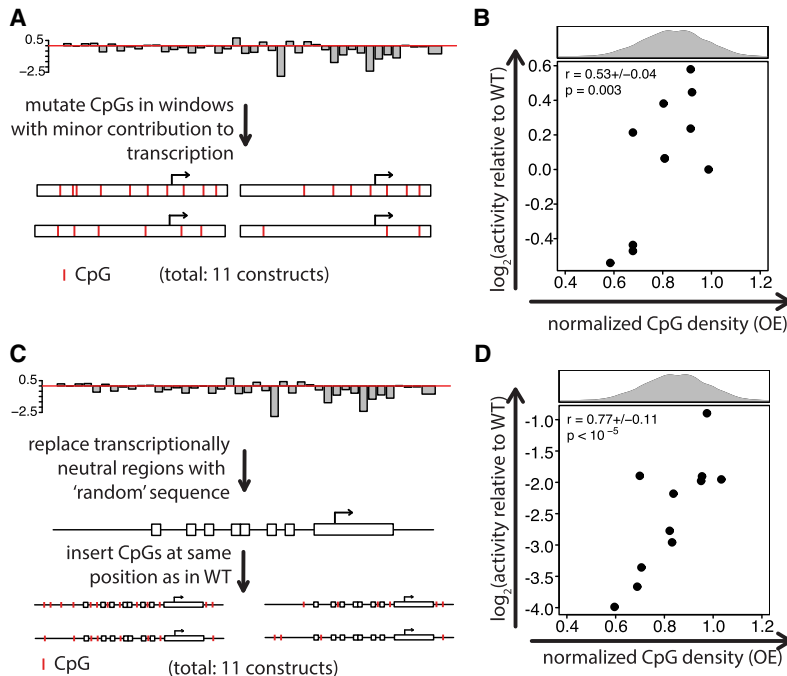 A
0.5
−2.5
mutate CpGs in windows
with minor contribution to
transcription
CpG
(total: 11 constructs)
B
log2(activity relative to WT)
r = 0.53+/−0.04
p = 0.003
0.6
0.4
0.2
0.0
-0.2
-0.4
0.4 0.6 0.8 1.0 1.2
normalized CpG density (OE)
C
0.5
−2.5
replace transcriptionally
neutral regions with
‘random’ sequence
insert CpGs at same
position as in WT
CpG
(total: 11 constructs)
D
log2(activity relative to WT)
r = 0.77+/−0.11
p < 10−5
-1.0
-1.5
-2.0
-2.5
-3.0
-3.5
-4.0
0.4 0.6 0.8 1.0 1.2
normalized CpG density (OE)